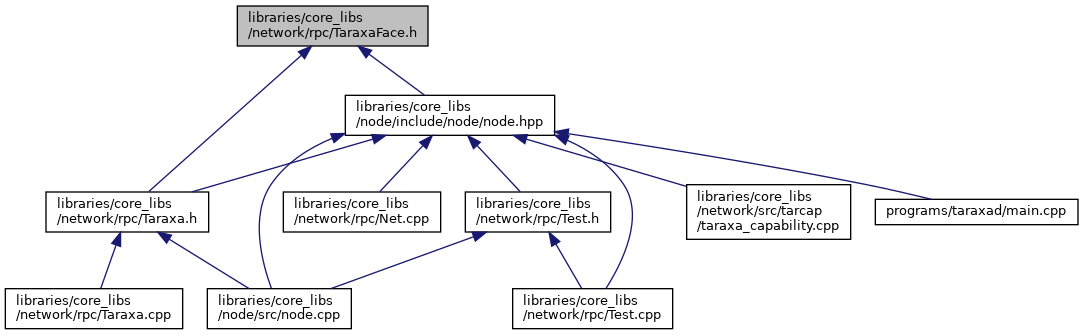 libraries/core_libs
/network/rpc/TaraxaFace.h
libraries/core_libs
/node/include/node/node.hpp
libraries/core_libs
/network/rpc/Taraxa.h
libraries/core_libs
/network/rpc/Net.cpp
libraries/core_libs
/network/rpc/Test.h
libraries/core_libs
/network/src/tarcap
/taraxa_capability.cpp
programs/taraxad/main.cpp
libraries/core_libs
/network/rpc/Taraxa.cpp
libraries/core_libs
/node/src/node.cpp
libraries/core_libs
/network/rpc/Test.cpp